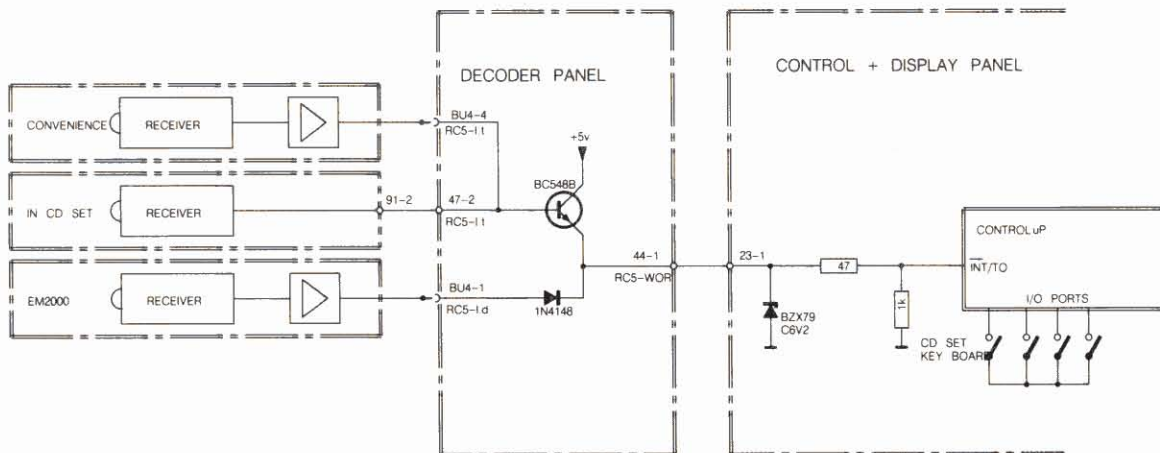 DECODER PANEL
CONTROL + DISPLAY PANEL
CONVENIENCE
RECEIVER
BU4-4
RC5-I.t
+5v
BC548B
IN CD SET
RECEIVER
91-2
47-2
RC5-I.t
CONTROL uP
INT/TO
I/O PORTS
44-1
RC5-WOR
23-1
47
1k
EM2000
RECEIVER
BU4-1
RC5-I.d
1N4148
BZX79
C6V2
CD SET
KEY BOARD